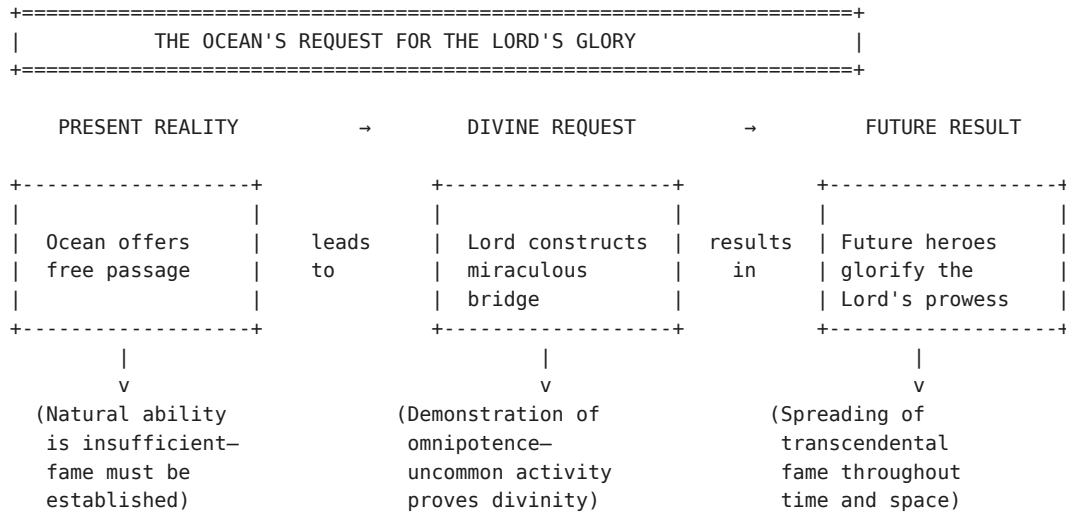 THE OCEAN'S REQUEST FOR THE LORD'S GLORY
PRESENT REALITY → DIVINE REQUEST → FUTURE RESULT
Ocean offers leads Lord constructs results Future heroes
free passage to miraculous in glorify the
bridge Lord's prowess
v v v
(Natural ability (Demonstration of (Spreading of
is insufficient— omnipotence— transcendental
fame must be uncommon activity fame throughout
established) proves divinity) time and space)